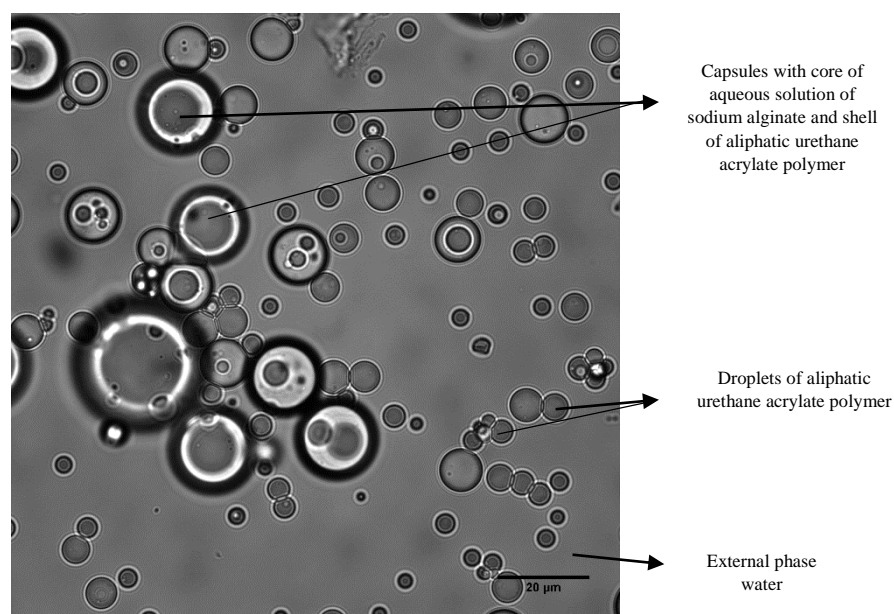 Capsules with core of
aqueous solution of
sodium alginate and shell
of aliphatic urethane
acrylate polymer
Droplets of aliphatic
urethane acrylate polymer
External phase
water
20 µm